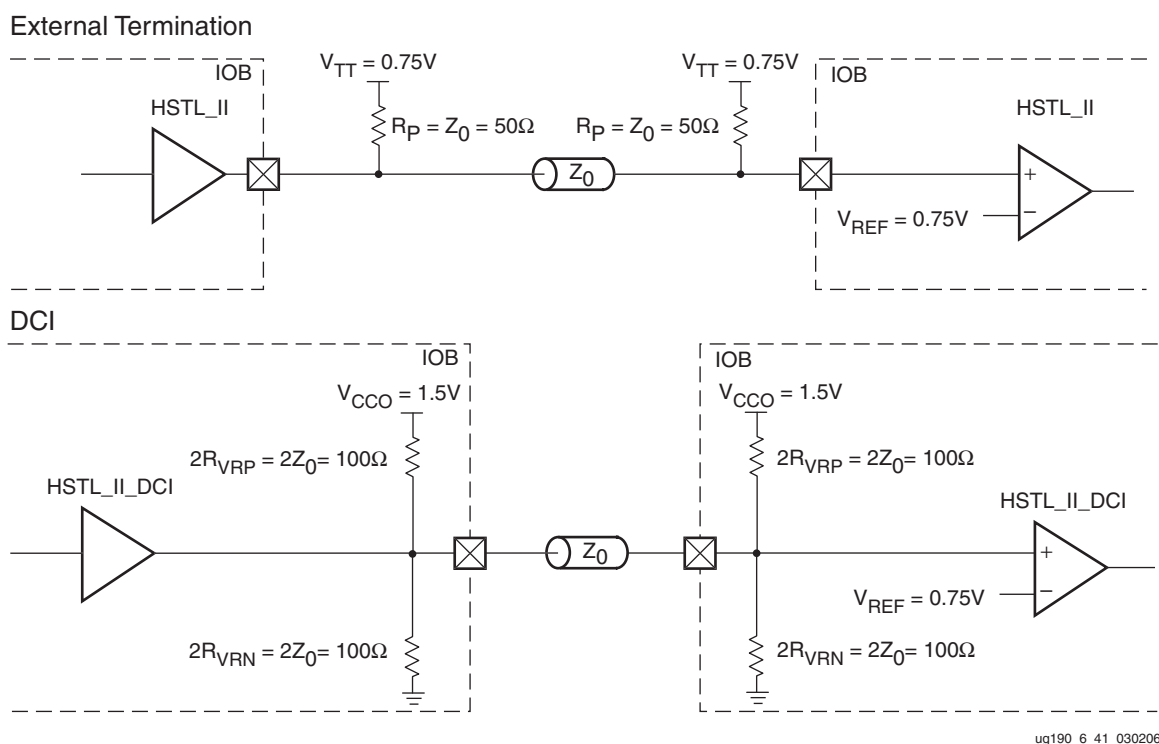 External Termination
IOB
V_TT = 0.75V
V_TT = 0.75V
IOB
HSTL_II
R_P = Z_0 = 50Ω
R_P = Z_0 = 50Ω
HSTL_II
Z_0
+
V_REF = 0.75V
–
DCI
IOB
IOB
V_CCO = 1.5V
V_CCO = 1.5V
2R_VRP = 2Z_0= 100Ω
2R_VRP = 2Z_0= 100Ω
HSTL_II_DCI
HSTL_II_DCI
Z_0
+
V_REF = 0.75V
–
2R_VRN = 2Z_0= 100Ω
2R_VRN = 2Z_0= 100Ω
ug190_6_41_030206